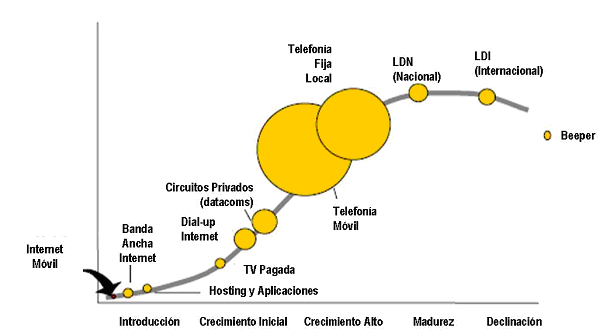 Telefonía
Fija
Local
LDN
(Nacional)
LDI
(Internacional)
Beeper
Circuitos Privados
(datacoms)
Telefonía
Móvil
Dial-up
Internet
Banda
Ancha
Internet
Internet
Móvil
TV Pagada
Hosting y Aplicaciones
Introducción
Crecimiento Inicial
Crecimiento Alto
Madurez
Declinación